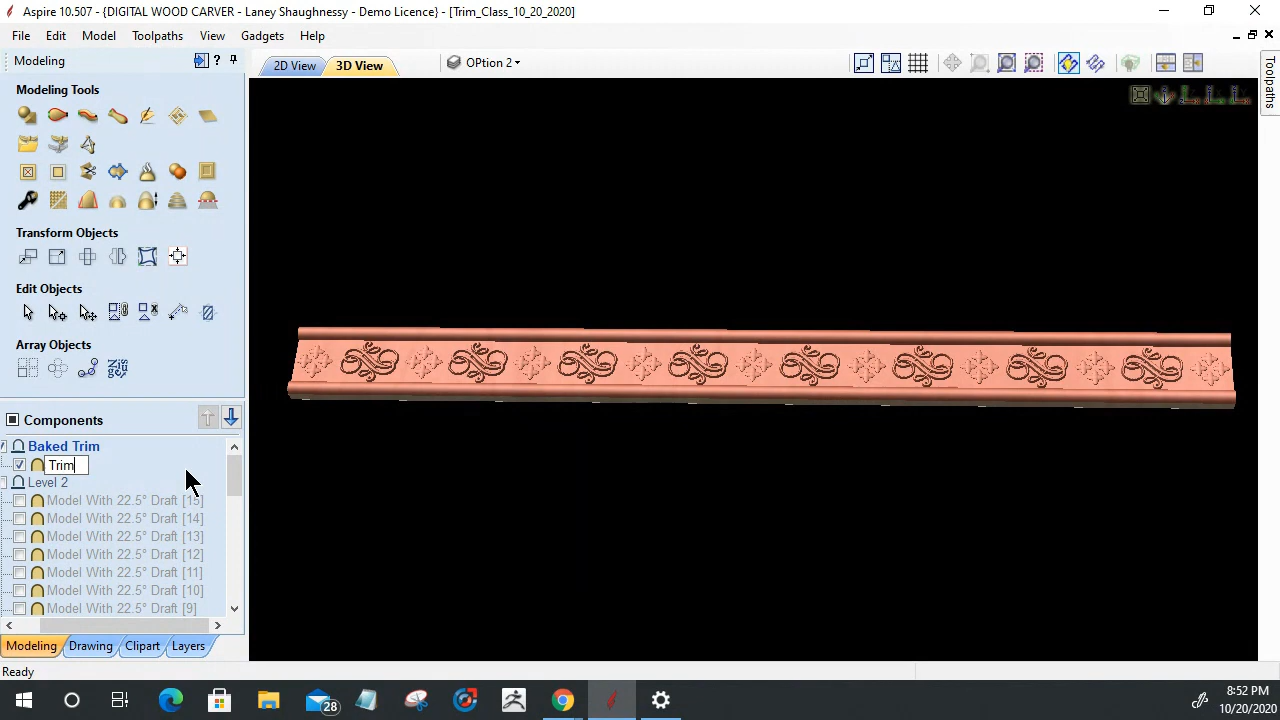 Aspire 10.507 - {DIGITAL WOOD CARVER - Laney Shaughnessy - Demo Licence} - [Trim_Class_10_20_2020]
File Edit Model Toolpaths View Gadgets Help
Modeling
2D View 3D View OPtion 2
Toolpaths
Modeling Tools
Transform Objects
Edit Objects
Array Objects
Components
Baked Trim
Trim
Level 2
Model With 22.5° Draft [15]
Model With 22.5° Draft [14]
Model With 22.5° Draft [13]
Model With 22.5° Draft [12]
Model With 22.5° Draft [11]
Model With 22.5° Draft [10]
Model With 22.5° Draft [9]
Modeling Drawing Clipart Layers
Ready
28
8:52 PM
10/20/2020